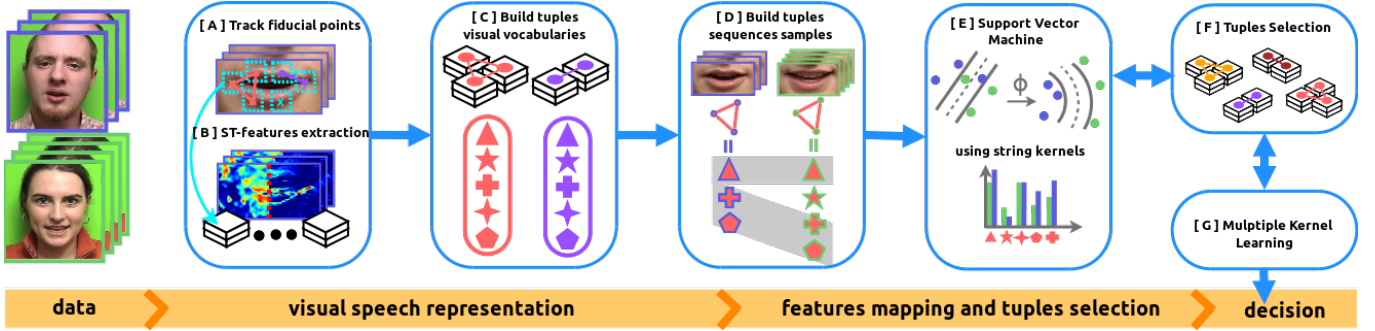 [ A ] Track fiducial points
X
[ B ] ST-features extraction
[ C ] Build tuples
visual vocabularies
[ D ] Build tuples
sequences samples
[ E ] Support Vector
Machine
ϕ
using string kernels
[ F ] Tuples Selection
[ G ] Mulptiple Kernel
Learning
data
visual speech representation
features mapping and tuples selection
decision